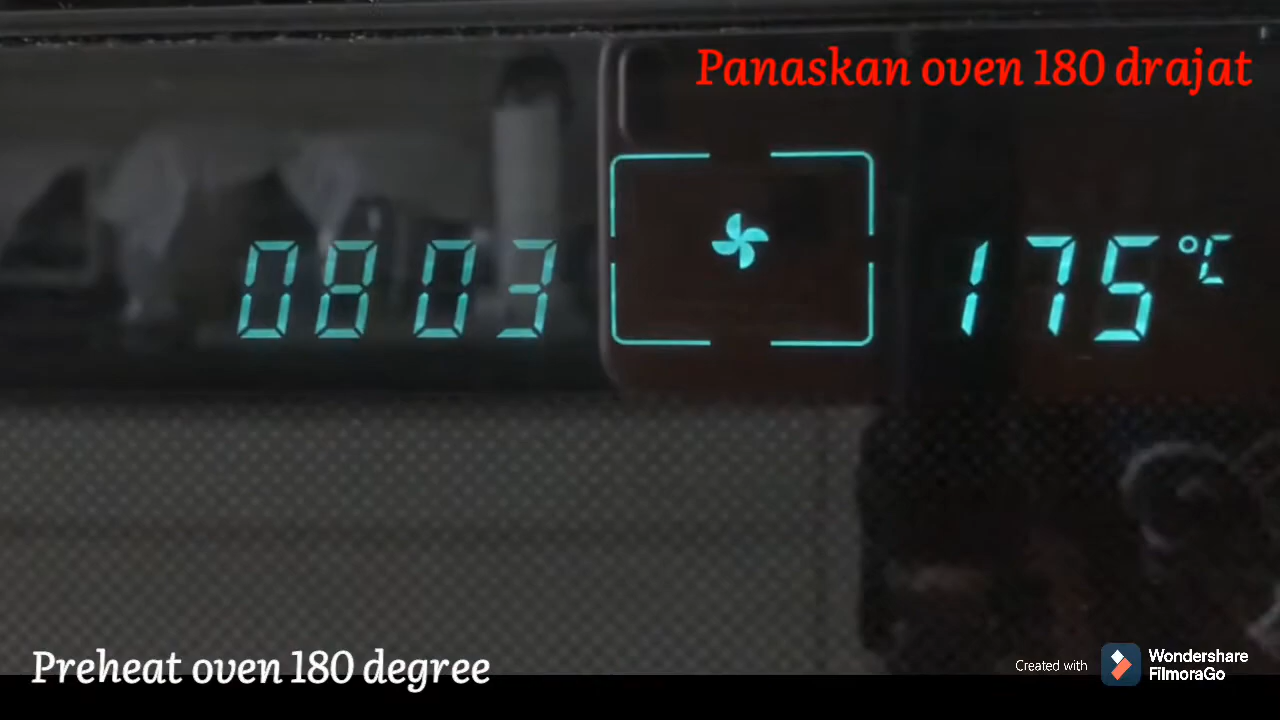 Panaskan oven 180 drajat
0803
175°C
Preheat oven 180 degree
Created with Wondershare
FilmoraGo